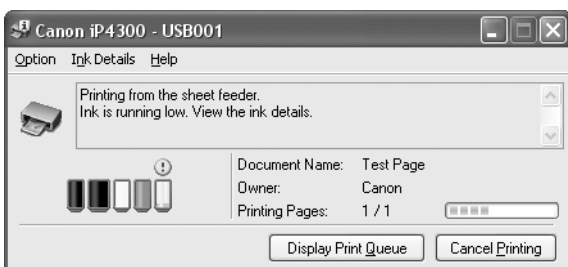 Canon iP4300 - USB001
Option Ink Details Help
Printing from the sheet feeder.
Ink is running low. View the ink details.
Document Name: Test Page
Owner: Canon
Printing Pages: 1 / 1
Display Print Queue Cancel Printing